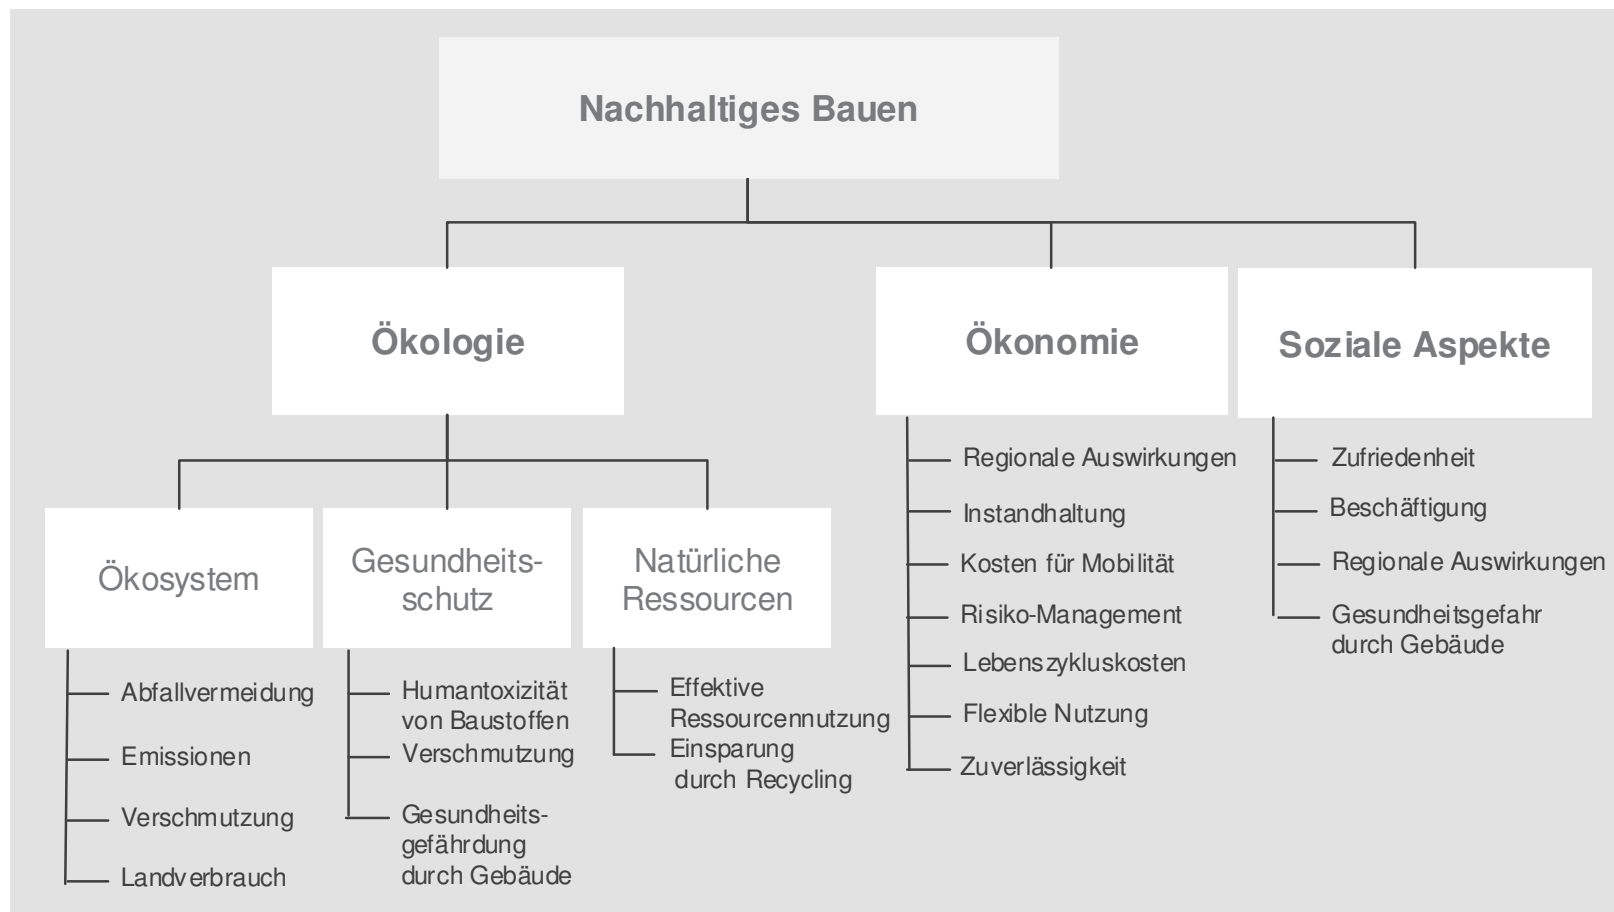 Nachhaltiges Bauen
Ökologie
Ökonomie
Soziale Aspekte
Ökosystem
Gesundheits-
schutz
Natürliche
Ressourcen
Abfallvermeidung
Emissionen
Verschmutzung
Landverbrauch
Humantoxizität
von Baustoffen
Verschmutzung
Gesundheits-
gefährdung
durch Gebäude
Effektive
Ressourcennutzung
Einsparung
durch Recycling
Regionale Auswirkungen
Instandhaltung
Kosten für Mobilität
Risiko-Management
Lebenszykluskosten
Flexible Nutzung
Zuverlässigkeit
Zufriedenheit
Beschäftigung
Regionale Auswirkungen
Gesundheitsgefahr
durch Gebäude